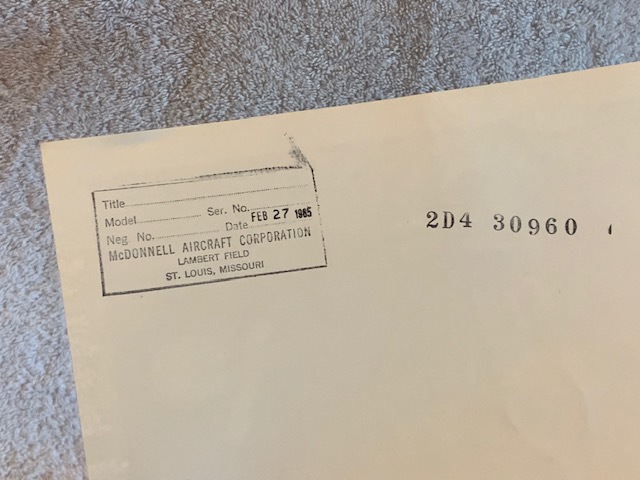 Title
Model Ser. No.
Neg No. Date FEB 27 1965
McDONNELL AIRCRAFT CORPORATION
LAMBERT FIELD
ST. LOUIS, MISSOURI
2D4 30960